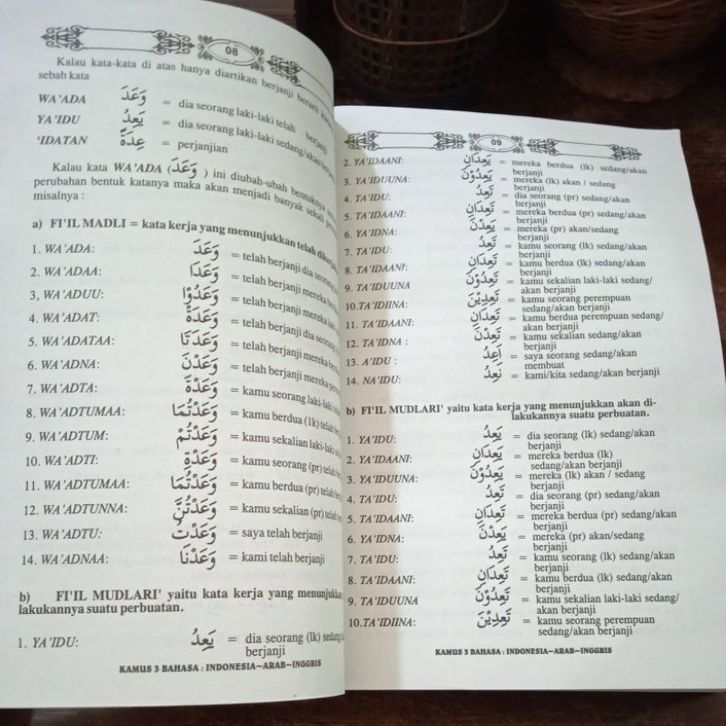 08
Kalau kata-kata di atas hanya diartikan berjanji berarti
sebab kata
WA'ADA وَعَدَ = dia seorang laki-laki telah berjanji
YA'IDU يَعِدُ = dia seorang laki-laki sedang/akan
'IDATAN عِدَةً = perjanjian
Kalau kata WA'ADA (وَعَدَ) ini diubah-ubah bentuknya
perubahan bentuk katanya maka akan menjadi banyak sekali
misalnya :
a) FI'IL MADLI = kata kerja yang menunjukkan telah
1. WA'ADA: وَعَدَ = telah berjanji dia
2. WA'ADAA: وَعَدَا = telah berjanji mereka
3, WA'ADUU: وَعَدُوْا = telah berjanji mereka
4. WA'ADAT: = telah berjanji dia seorang
5. WA'ADATAA: وَعَدَتَا = telah berjanji mereka
6. WA'ADNA: وَعَدْنَ = telah berjanji mereka
7. WA'ADTA: = kamu seorang laki-laki
8. WA'ADTUMAA: وَعَدْتُمَا = kamu berdua (lk) telah
9. WA'ADTUM: وَعَدْتُمْ = kamu sekalian laki-laki
10. WA'ADTI: = kamu seorang (pr) telah
11. WA'ADTUMAA: وَعَدْتُمَا = kamu berdua (pr) telah
12. WA'ADTUNNA: وَعَدْتُنَّ = kamu sekalian (pr)
13. WA'ADTU: وَعَدْتُ = saya telah berjanji
14. WA'ADNAA: وَعَدْنَا = kami telah berjanji
b) FI'IL MUDLARI' yaitu kata kerja yang menunjukkan
lakukannya suatu perbuatan.
1. YA'IDU: يَعِدُ = dia seorang (lk) sedang
berjanji
KAMUS 3 BAHASA : INDONESIA–ARAB–INGGRIS
09
2. YA'IDAANI: يَعِدَانِ = mereka berdua (lk) sedang/akan
berjanji
3. YA'IDUUNA: يَعِدُوْنَ = mereka (lk) akan / sedang
berjanji
4. TA'IDU: تَعِدُ = dia seorang (pr) sedang/akan
berjanji
5. TA'IDAANI: تَعِدَانِ = mereka berdua (pr) sedang/akan
berjanji
6. YA'IDNA: يَعِدْنَ = mereka (pr) akan/sedang
berjanji
7. TA'IDU: تَعِدُ = kamu seorang (lk) sedang/akan
berjanji
8. TA'IDAANI: تَعِدَانِ = kamu berdua (lk) sedang/akan
berjanji
9. TA'IDUUNA تَعِدُوْنَ = kamu sekalian laki-laki sedang/
akan berjanji
10.TA'IDIINA: تَعِدِيْنَ = kamu seorang perempuan
sedang/akan berjanji
11. TA'IDAANI: تَعِدَانِ = kamu berdua perempuan sedang/
akan berjanji
12. TA'IDNA : تَعِدْنَ = kamu sekalian sedang/akan
berjanji
13. A'IDU : أَعِدُ = saya seorang sedang/akan
membuat
14. NA'IDU: نَعِدُ = kami/kita sedang/akan berjanji
b) FI'IL MUDLARI' yaitu kata kerja yang menunjukkan akan di-
lakukannya suatu perbuatan.
1. YA'IDU: يَعِدُ = dia seorang (lk) sedang/akan
berjanji
2. YA'IDAANI: يَعِدَانِ = mereka berdua (lk)
sedang/akan berjanji
3. YA'IDUUNA: يَعِدُوْنَ = mereka (lk) akan / sedang
berjanji
4. TA'IDU: تَعِدُ = dia seorang (pr) sedang/akan
berjanji
5. TA'IDAANI: تَعِدَانِ = mereka berdua (pr) sedang/akan
berjanji
6. YA'IDNA: يَعِدْنَ = mereka (pr) akan/sedang
berjanji
7. TA'IDU: تَعِدُ = kamu seorang (lk) sedang/akan
berjanji
8. TA'IDAANI: تَعِدَانِ = kamu berdua (lk) sedang/akan
berjanji
9. TA'IDUUNA تَعِدُوْنَ = kamu sekalian laki-laki sedang/
akan berjanji
10.TA'IDIINA: تَعِدِيْنَ = kamu seorang perempuan
sedang/akan berjanji
KAMUS 3 BAHASA : INDONESIA–ARAB–INGGRIS